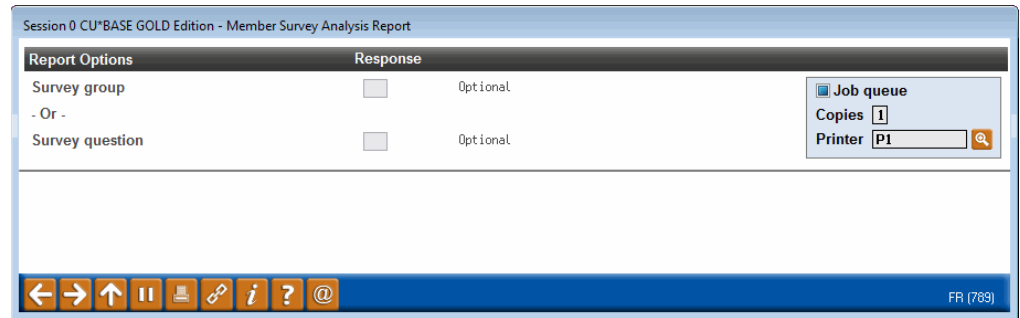 Session 0 CU*BASE GOLD Edition - Member Survey Analysis Report
Report Options Response
Survey group Optional
- Or -
Survey question Optional
Job queue
Copies 1
Printer P1
i ? @
FR (789)